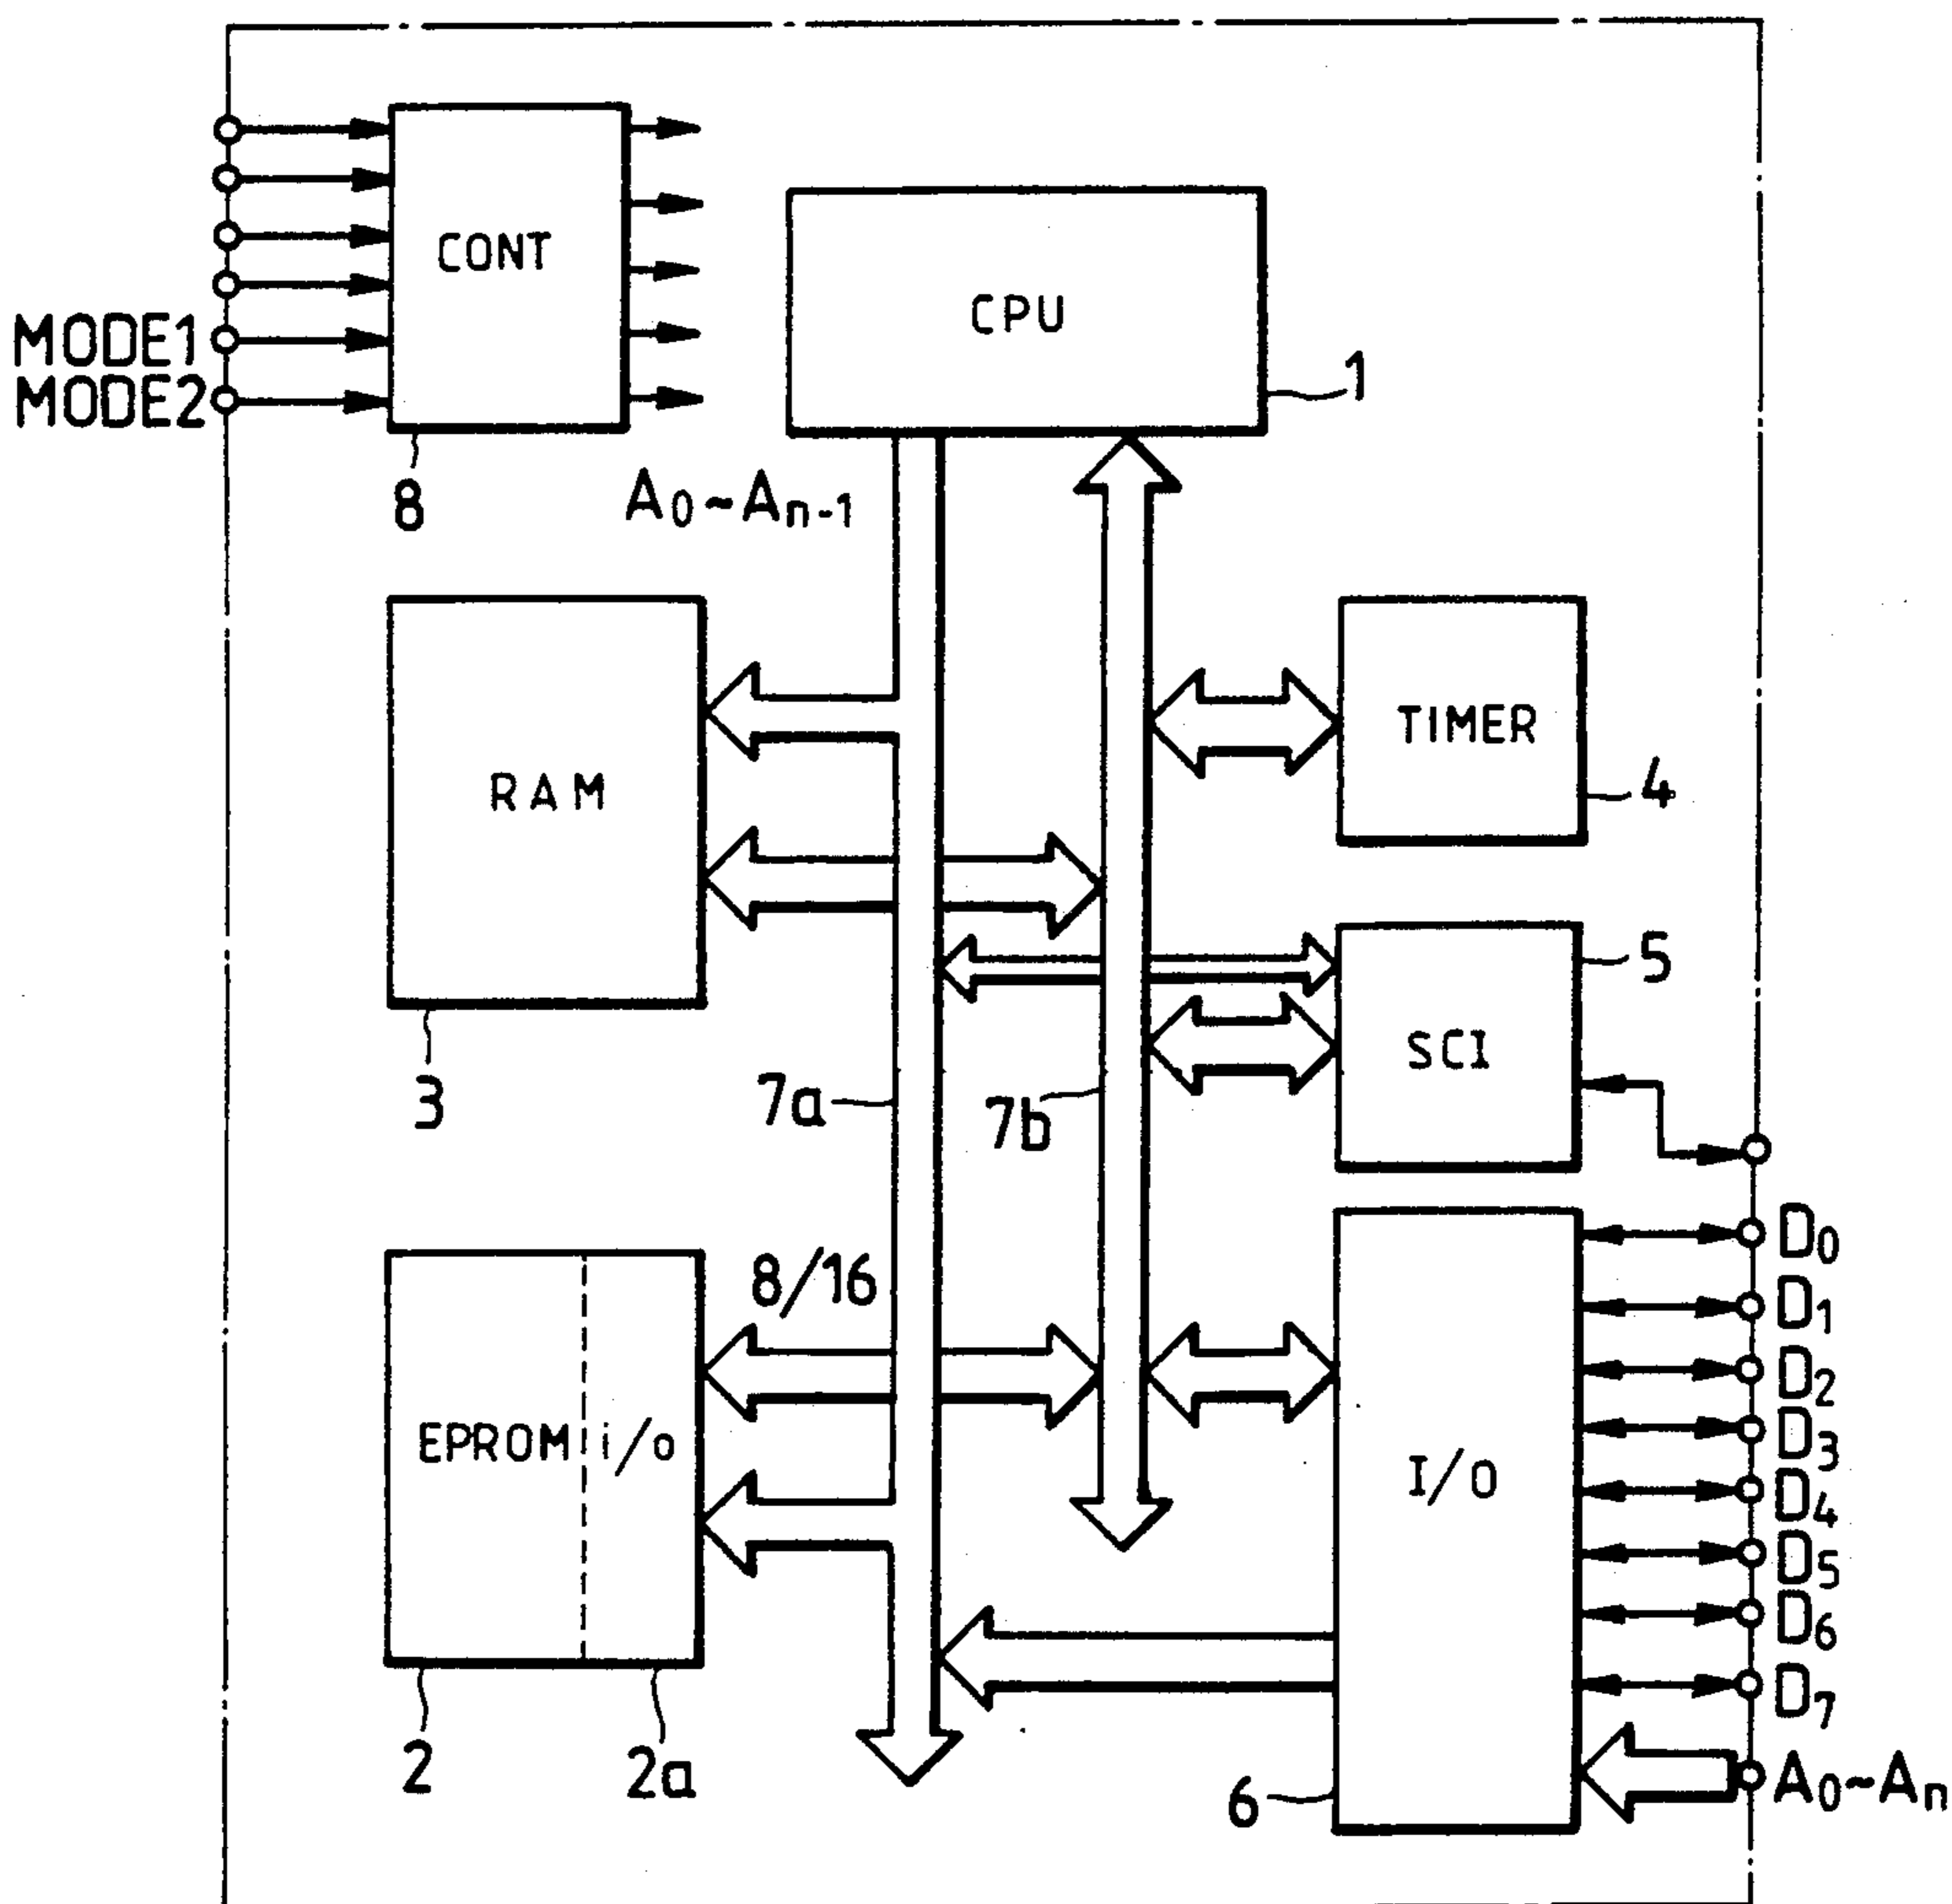 CONT
CPU
1
MODE1
MODE2
8
A₀~Aₙ₋₁
RAM
TIMER
4
5
SCI
3
7a
7b
D₀
D₁
8/16
D₂
D₃
EPROM i/o
I/O
D₄
D₅
D₆
D₇
2
2a
6
A₀~Aₙ